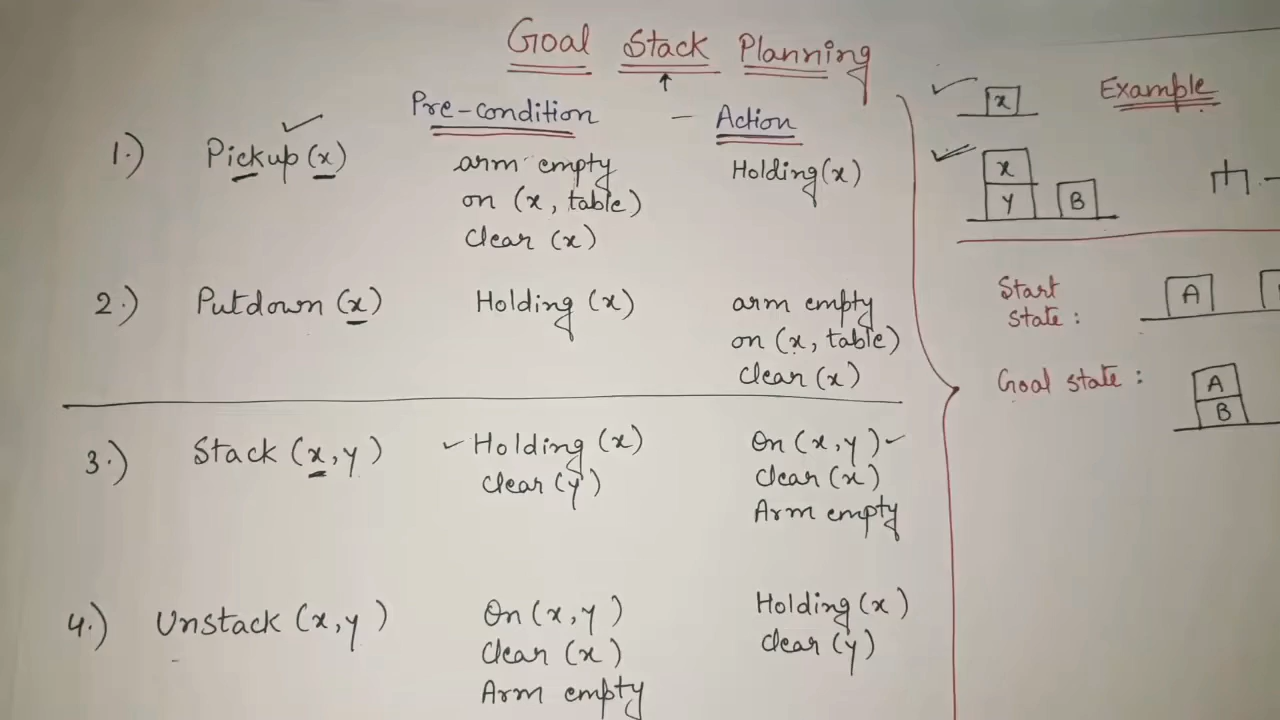 Goal Stack Planning
Pre-condition - Action
1.) Pickup (x)
arm empty
on (x, table)
clear (x)
Holding (x)
2.) Putdown (x)
Holding (x)
arm empty
on (x, table)
clear (x)
3.) Stack (x, y)
Holding (x)
clear (y)
On (x, y)
clear (x)
Arm empty
4.) Unstack (x, y)
On (x, y)
clear (x)
Arm empty
Holding (x)
clear (y)
Example
x
x
y B
Start
state :
A
Goal state :
A
B